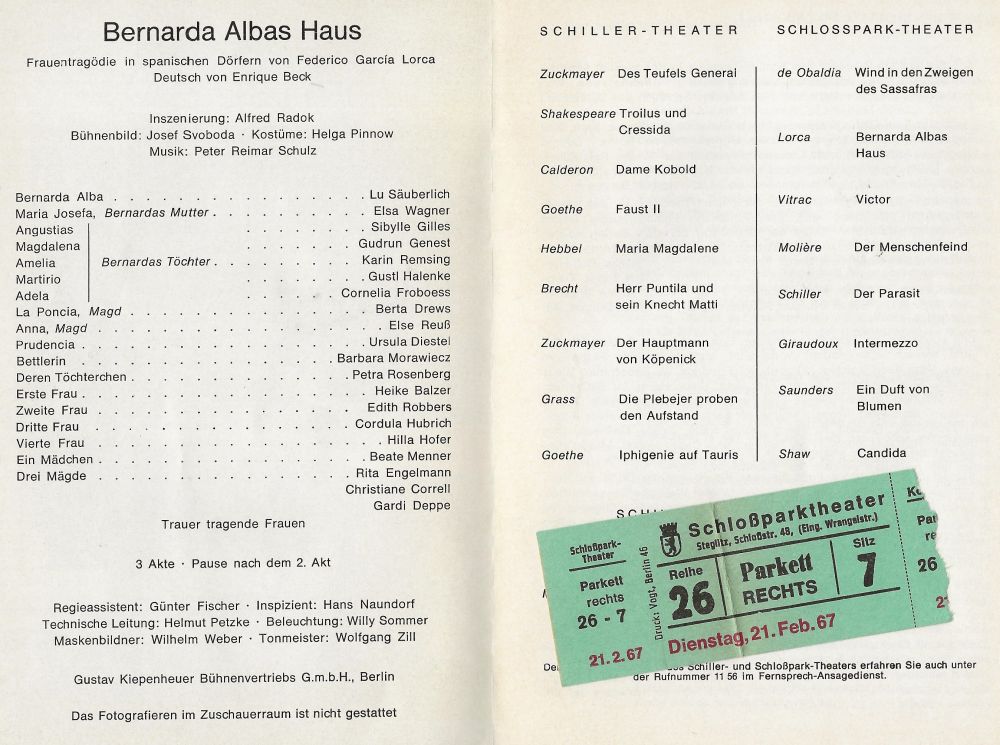 Bernarda Albas Haus
Frauentragödie in spanischen Dörfern von Federico García Lorca
Deutsch von Enrique Beck
Inszenierung: Alfred Radok
Bühnenbild: Josef Svoboda · Kostüme: Helga Pinnow
Musik: Peter Reimar Schulz
Bernarda Alba . . . . . . . . . . . . . . . . Lu Säuberlich
Maria Josefa, Bernardas Mutter . . . . . . . . . . Elsa Wagner
Angustias . . . . . . . Sibylle Gilles
Magdalena . . . . . . . Gudrun Genest
Amelia Bernardas Töchter . . . . . . . . . Karin Remsing
Martirio . . . . . . . Gustl Halenke
Adela . . . . . . Cornelia Froboess
La Poncia, Magd . . . . . . . . . . . . . . . Berta Drews
Anna, Magd . . . . . . . . . . . . . . . . . . Else Reuß
Prudencia . . . . . . . . . . . . . . . . . Ursula Diestel
Bettlerin . . . . . . . . . . . . . . . . Barbara Morawiecz
Deren Töchterchen . . . . . . . . . . . . . . Petra Rosenberg
Erste Frau . . . . . . . . . . . . . . . . . Heike Balzer
Zweite Frau . . . . . . . . . . . . . . . . Edith Robbers
Dritte Frau . . . . . . . . . . . . . . . . Cordula Hubrich
Vierte Frau . . . . . . . . . . . . . . . . . Hilla Hofer
Ein Mädchen . . . . . . . . . . . . . . . . . Beate Menner
Drei Mägde . . . . . . . . . . . . . . . . Rita Engelmann
Christiane Correll
Gardi Deppe
Trauer tragende Frauen
3 Akte · Pause nach dem 2. Akt
Regieassistent: Günter Fischer · Inspizient: Hans Naundorf
Technische Leitung: Helmut Petzke · Beleuchtung: Willy Sommer
Maskenbildner: Wilhelm Weber · Tonmeister: Wolfgang Zill
Gustav Kiepenheuer Bühnenvertriebs G.m.b.H., Berlin
Das Fotografieren im Zuschauerraum ist nicht gestattet
SCHILLER-THEATER
Zuckmayer Des Teufels General
Shakespeare Troilus und
Cressida
Calderon Dame Kobold
Goethe Faust II
Hebbel Maria Magdalene
Brecht Herr Puntila und
sein Knecht Matti
Zuckmayer Der Hauptmann
von Köpenick
Grass Die Plebejer proben
den Aufstand
Goethe Iphigenie auf Tauris
SCHLOSSPARK-THEATER
de Obaldia Wind in den Zweigen
des Sassafras
Lorca Bernarda Albas
Haus
Vitrac Victor
Molière Der Menschenfeind
Schiller Der Parasit
Giraudoux Intermezzo
Saunders Ein Duft von
Blumen
Shaw Candida
Schloßpark-
Theater
Parkett
rechts
26 - 7
21.2.67
Druck: Vogt, Berlin 46
Schloßparktheater
Steglitz, Schloßstr. 48, (Eing. Wrangelstr.)
Reihe
26
Parkett
RECHTS
Sitz
7
Dienstag, 21. Feb. 67
26
Schiller- und Schloßpark-Theaters erfahren Sie auch unter
der Rufnummer 11 56 im Fernsprech-Ansagedienst.